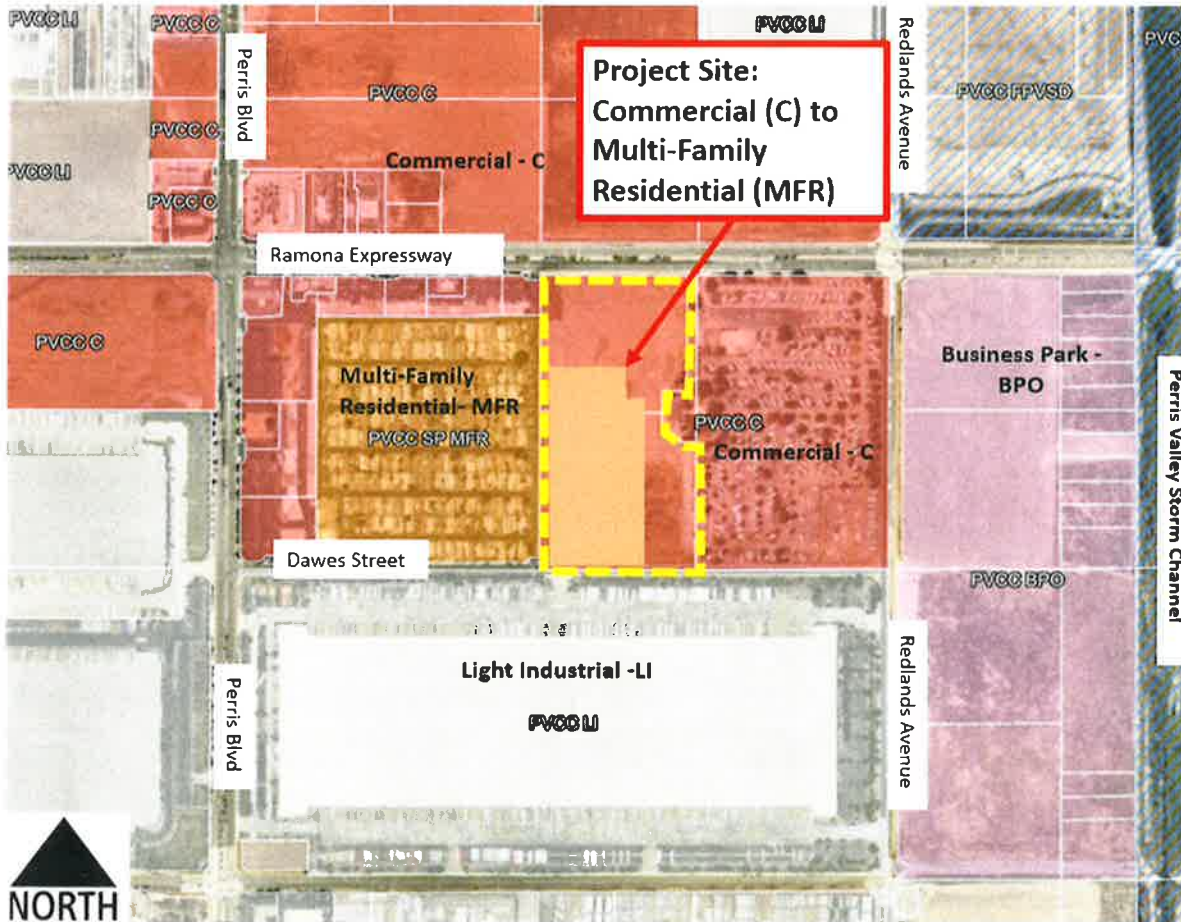 PVCC LI
PVCC C
Perris Blvd
PVCC C
PVCC LI
Redlands Avenue
PVCC FPVSD
PVC
Project Site:
Commercial (C) to
Multi-Family
Residential (MFR)
PVCC C
Commercial - C
PVCC LI
PVCC C
Ramona Expressway
PVCC C
Multi-Family
Residential- MFR
PVCC SP MFR
PVCC C
Commercial - C
Business Park -
BPO
Perris Valley Storm Channel
Dawes Street
PVCC BPO
Light Industrial -LI
PVCC LI
Perris Blvd
Redlands Avenue
NORTH